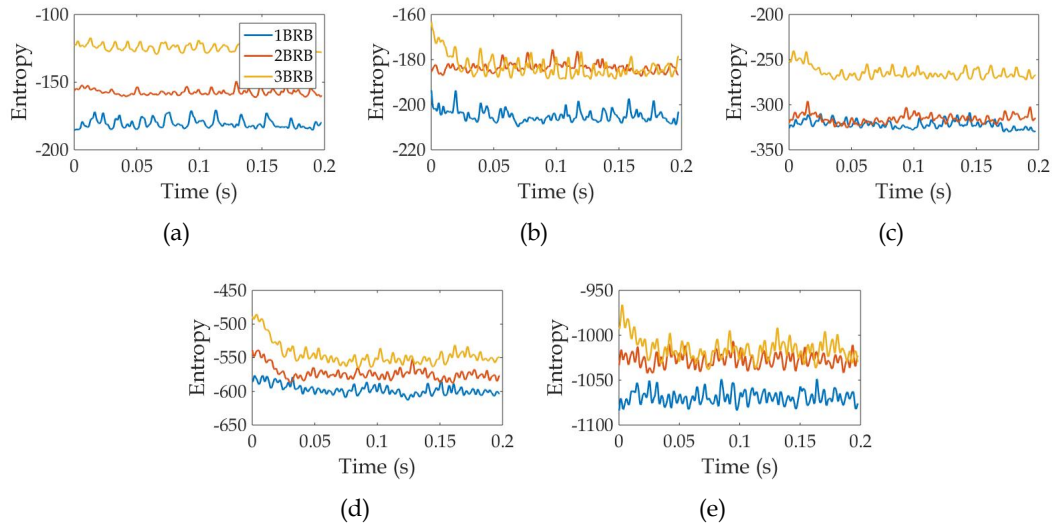 -100
-150
-200
Entropy
1BRB
2BRB
3BRB
0 0.05 0.1 0.15 0.2
Time (s)
(a)
-160
-180
-200
-220
Entropy
0 0.05 0.1 0.15 0.2
Time (s)
(b)
-200
-250
-300
-350
Entropy
0 0.05 0.1 0.15 0.2
Time (s)
(c)
-450
-500
-550
-600
-650
Entropy
0 0.05 0.1 0.15 0.2
Time (s)
(d)
-950
-1000
-1050
-1100
Entropy
0 0.05 0.1 0.15 0.2
Time (s)
(e)